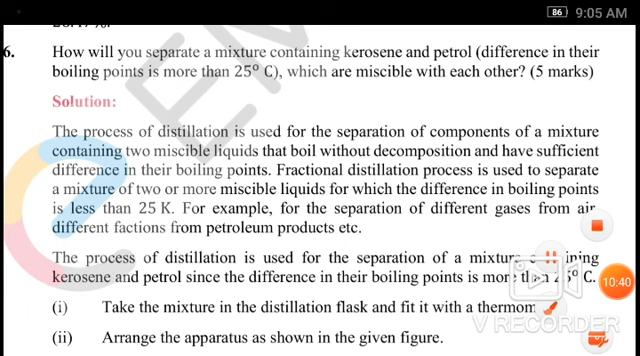 86 9:05 AM
6. How will you separate a mixture containing kerosene and petrol (difference in their
boiling points is more than 25° C), which are miscible with each other? (5 marks)
Solution:
The process of distillation is used for the separation of components of a mixture
containing two miscible liquids that boil without decomposition and have sufficient
difference in their boiling points. Fractional distillation process is used to separate
a mixture of two or more miscible liquids for which the difference in boiling points
is less than 25 K. For example, for the separation of different gases from air,
different factions from petroleum products etc.
The process of distillation is used for the separation of a mixture
kerosene and petrol since the difference in their boiling points is more than 25° C.
10:40
(i) Take the mixture in the distillation flask and fit it with a
V RECORDER
(ii) Arrange the apparatus as shown in the given figure.